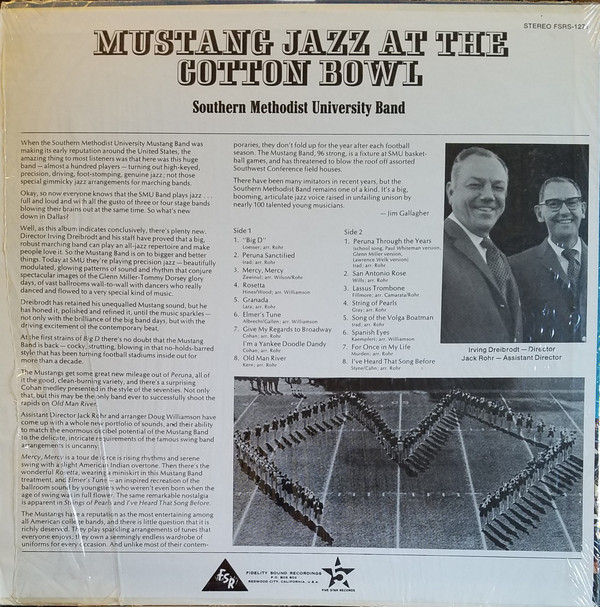 STEREO FSRS-127
MUSTANG JAZZ AT THE
COTTON BOWL
Southern Methodist University Band
When the Southern Methodist University Mustang Band was
making its early reputation around the United States, the
amazing thing to most listeners was that here was this huge
band — almost a hundred players — turning out high-keyed,
precision, driving, foot-stomping, genuine jazz; not those
special gimmicky jazz arrangements for marching bands.
Okay, so now everyone knows that the SMU Band plays jazz . . .
full and loud and with all the gusto of three or four stage bands
blowing their brains out at the same time. So what's new
down in Dallas?
Well, as this album indicates conclusively, there's plenty new.
Director Irving Dreibrodt and his staff have proved that a big,
robust marching band can play an all-jazz repertoire and make
people love it. So the Mustang Band is on to bigger and better
things. Today at SMU they're playing precision jazz — beautifully
modulated, glowing patterns of sound and rhythm that conjure
spectacular images of the Glenn Miller-Tommy Dorsey glory
days, of vast ballrooms wall-to-wall with dancers who really
danced and flowed to a very special kind of music.
Dreibrodt has retained his unequalled Mustang sound, but he
has honed it, polished and refined it, until the music sparkles —
not only with the brilliance of the big band days, but with the
driving excitement of the contemporary beat.
At the first strains of Big D there's no doubt that the Mustang
Band is back — cocky, strutting, blowing in that no-holds-barred
style that has been turning football stadiums inside out for
more than a decade.
The Mustangs get some great new mileage out of Peruna, all of
it the good, clean-burning variety, and there's a surprising
Cohan medley presented in the style of the seventies. Not only
that, but this may be the only band ever to successfully shoot the
rapids on Old Man River.
Assistant Director Jack Rohr and arranger Doug Williamson have
come up with a whole new portfolio of sounds, and their ability
to match the enormous decibel potential of the Mustang Band
to the delicate, intricate requirements of the famous swing band
arrangements is uncanny.
Mercy, Mercy is a tour de force is rising rhythms and serene
swing with a slight American Indian overtone. Then there's the
wonderful Rosetta, wearing a miniskirt in this Mustang Band
treatment, and Elmer's Tune — an inspired recreation of the
ballroom sound by youngsters who weren't even born when the
age of swing was in full flower. The same remarkable nostalgia
is apparent in Strings of Pearls and I've Heard That Song Before.
The Mustangs have a reputation as the most entertaining among
all American college bands, and there is little question that it is
richly deserved. They play sparkling arrangements of tunes that
everyone enjoys; they own a seemingly endless wardrobe of
uniforms for every occasion. And unlike most of their contem-
poraries, they don't fold up for the year after each football
season. The Mustang Band, 96 strong, is a fixture at SMU basket-
ball games, and has threatened to blow the roof off assorted
Southwest Conference field houses.
There have been many imitators in recent years, but the
Southern Methodist Band remains one of a kind. It's a big,
booming, articulate jazz voice raised in unfailing unison by
nearly 100 talented young musicians.
— Jim Gallagher
Side 1
1. "Big D"
Loesser; arr. Rohr
2. Peruna Sanctified
trad; arr. Rohr
3. Mercy, Mercy
Zawinul; arr. Wilson/Rohr
4. Rosetta
Hines/Wood; arr. Williamson
5. Granada
Lara; arr. Rohr
6. Elmer's Tune
Albrecht/Gallen; arr. Williamson
7. Give My Regards to Broadway
Cohan; arr. Rohr
I'm a Yankee Doodle Dandy
Cohan; arr. Rohr
8. Old Man River
Kern; arr. Rohr
Side 2
1. Peruna Through the Years
(school song, Paul Whiteman version,
Glenn Miller version,
Lawrence Welk version)
trad; arr. Rohr
2. San Antonio Rose
Wills; arr. Rohr
3. Lassus Trombone
Fillmore; arr. Camarata/Rohr
4. String of Pearls
Gray; arr. Rohr
5. Song of the Volga Boatman
trad; arr. Rohr
6. Spanish Eyes
Kaempfert; arr. Williamson
7. For Once in My Life
Murden; arr. Rohr
8. I've Heard That Song Before
Styne/Cahn; arr. Rohr
Irving Dreibrodt — Director
Jack Rohr — Assistant Director
FSR
FIDELITY SOUND RECORDINGS
P.O. BOX 952
REDWOOD CITY, CALIFORNIA, U.S.A.
5
FIVE STAR RECORDS